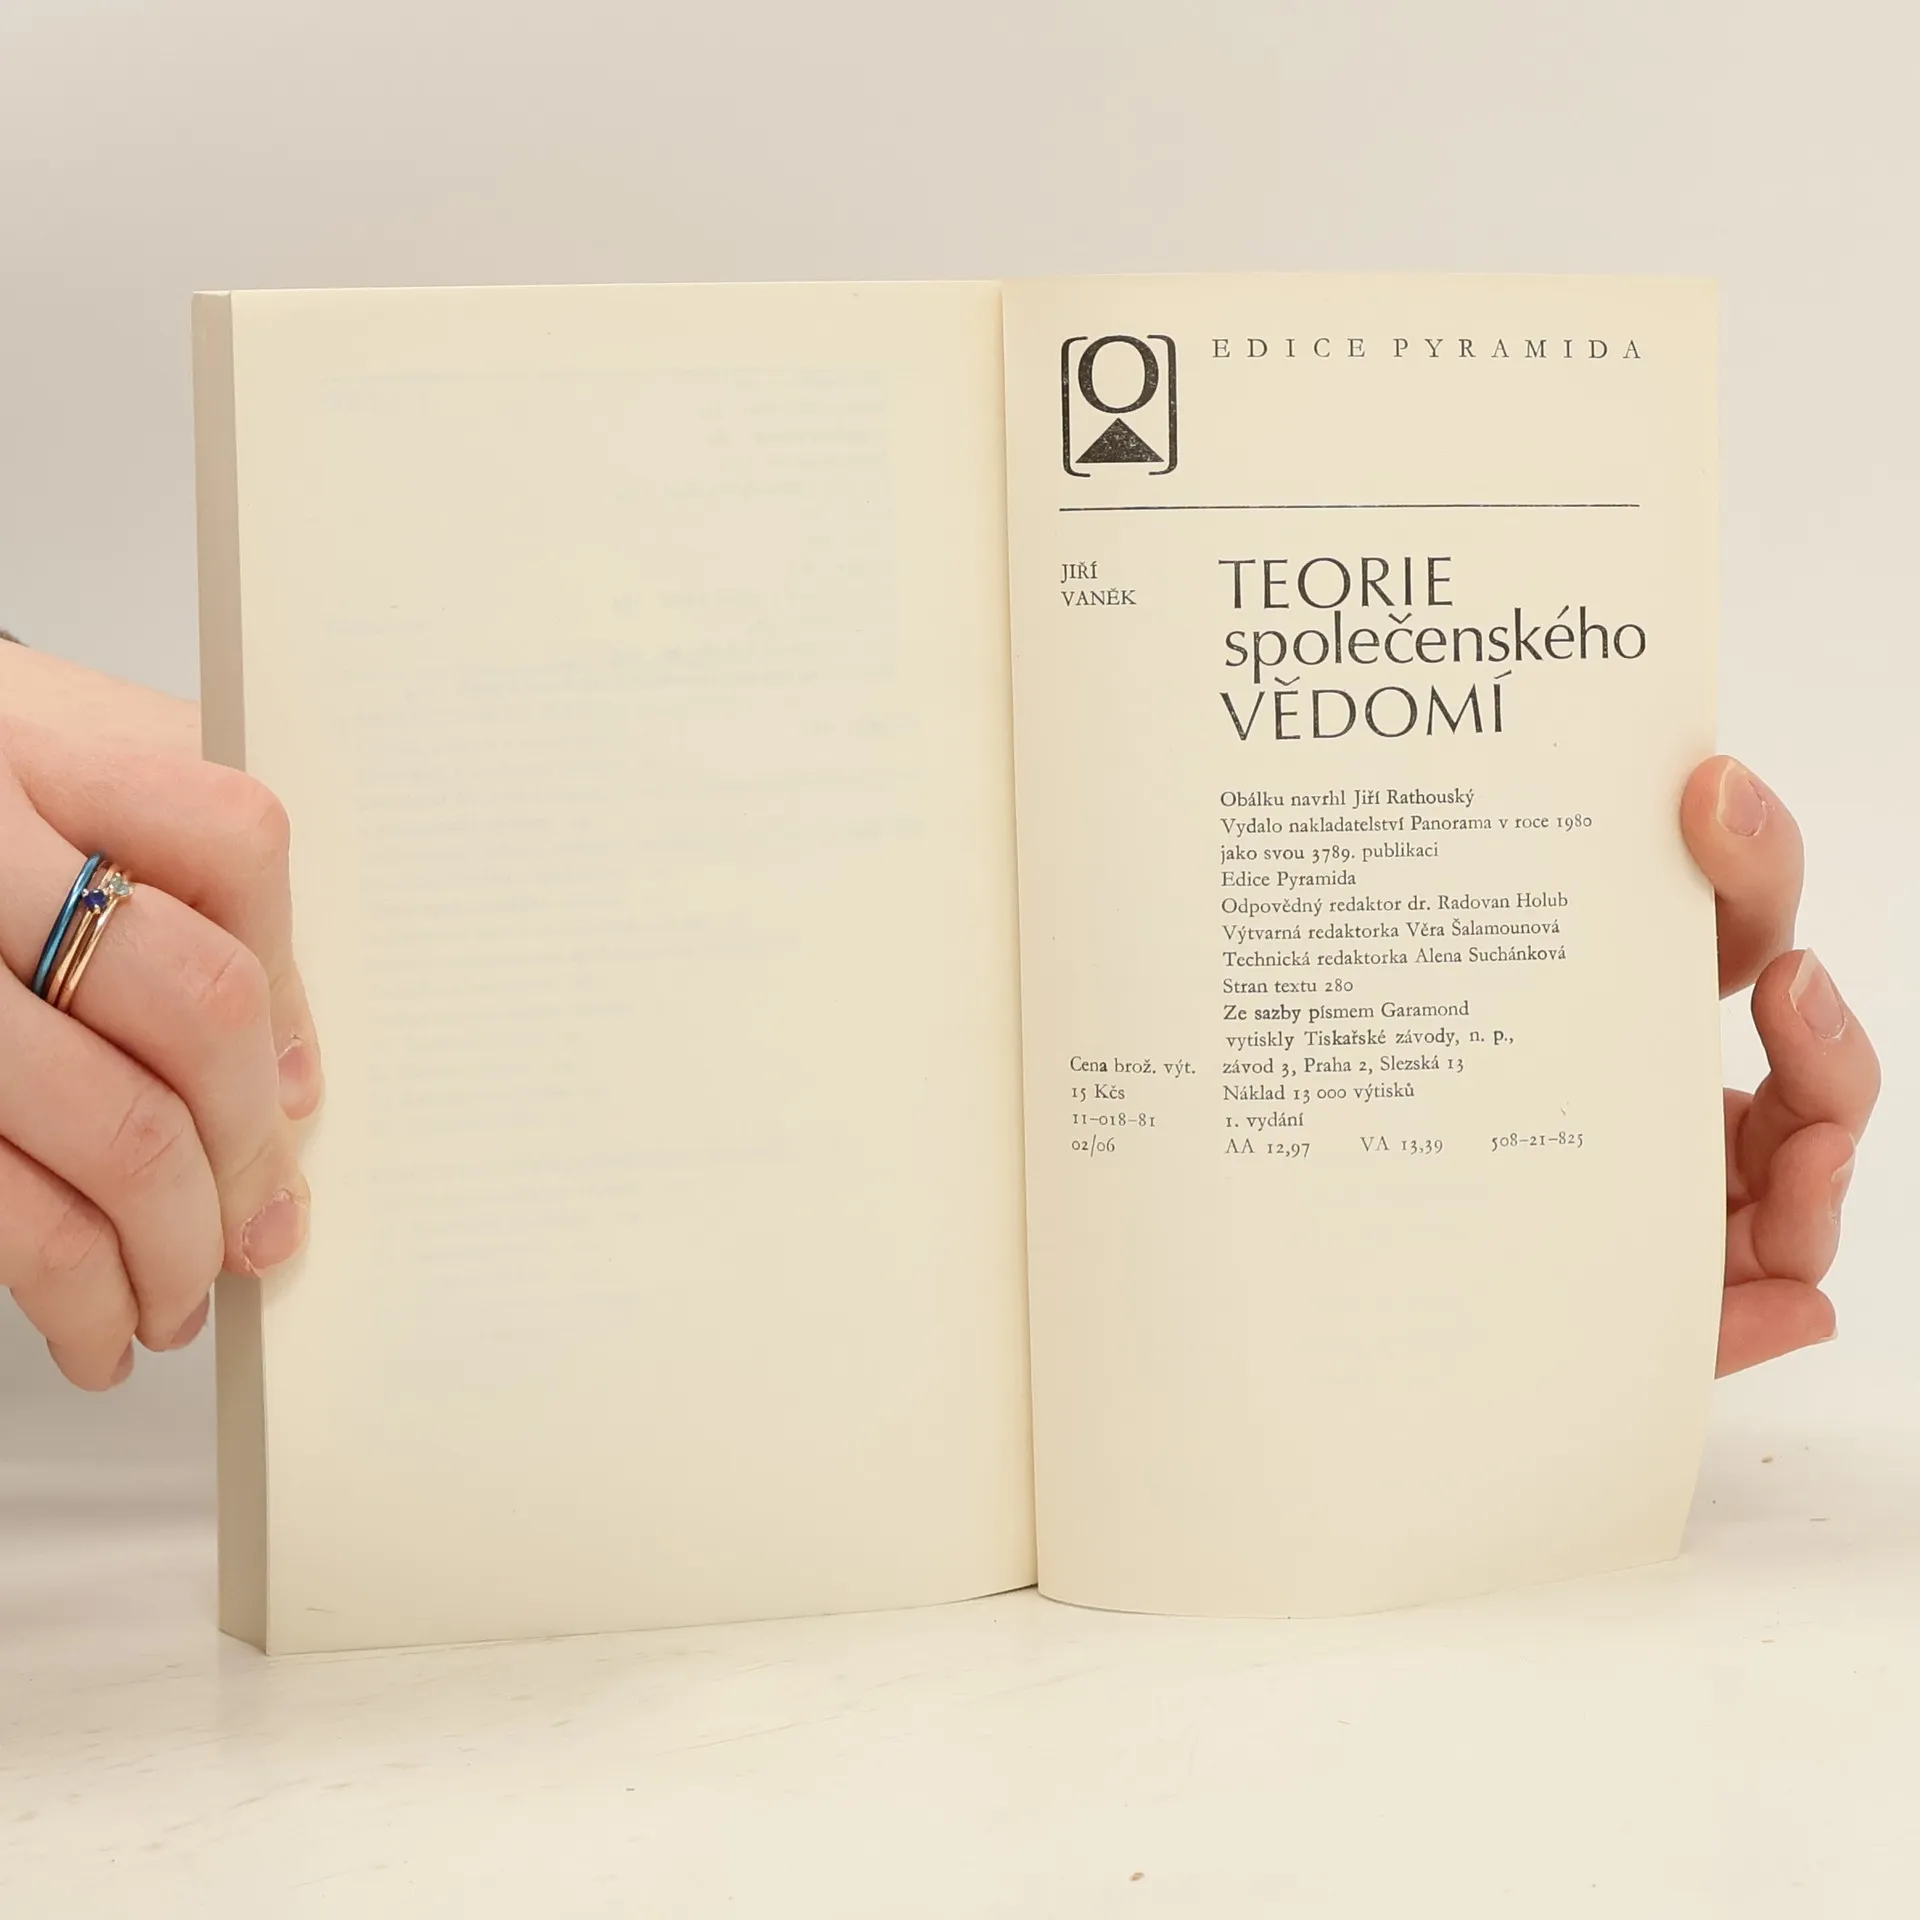 EDICE PYRAMIDA
JIŘÍ
VANĚK
TEORIE
společenského
VĚDOMÍ
Obálku navrhl Jiří Rathouský
Vydalo nakladatelství Panorama v roce 1980
jako svou 3789. publikaci
Edice Pyramida
Odpovědný redaktor dr. Radovan Holub
Výtvarná redaktorka Věra Šalamounová
Technická redaktorka Alena Suchánková
Stran textu 280
Ze sazby písmem Garamond
vytiskly Tiskařské závody, n. p.,
závod 3, Praha 2, Slezská 13
Náklad 13 000 výtisků
1. vydání
AA 12,97 VA 13,39 508-21-825
Cena brož. výt.
15 Kčs
11-018-81
02/06